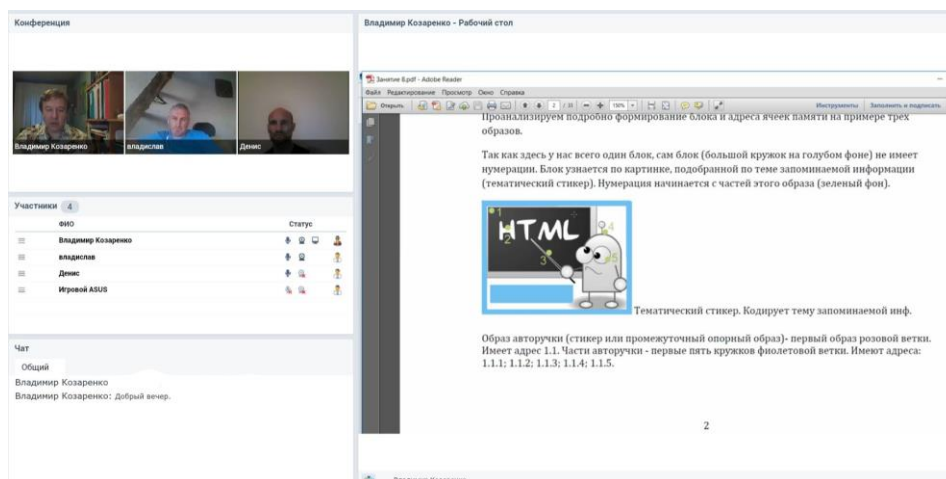 Конференция
Владимир Козаренко
владислав
Денис
Участники 4
ФИО Статус
Владимир Козаренко
владислав
Денис
Игровой ASUS
Чат
Общий
Владимир Козаренко
Владимир Козаренко: Добрый вечер.
Владимир Козаренко - Рабочий стол
Занятие 8.pdf - Adobe Reader
Файл Редактирование Просмотр Окно Справка
Открыть 2 Инструменты Заполнить и подписать
Проанализируем подробно формирование блока и адреса ячеек памяти на примере трех
образов.
Так как здесь у нас всего один блок, сам блок (большой кружок на голубом фоне) не имеет
нумерации. Блок узнается по картинке, подобранной по теме запоминаемой информации
(тематический стикер). Нумерация начинается с частей этого образа (зеленый фон).
1
HTML
2
3
4
5
Тематический стикер. Кодирует тему запоминаемой инф.
Образ авторучки (стикер или промежуточный опорный образ)- первый образ розовой ветки.
Имеет адрес 1.1. Части авторучки - первые пять кружков фиолетовой ветки. Имеют адреса:
1.1.1; 1.1.2; 1.1.3; 1.1.4; 1.1.5.
2